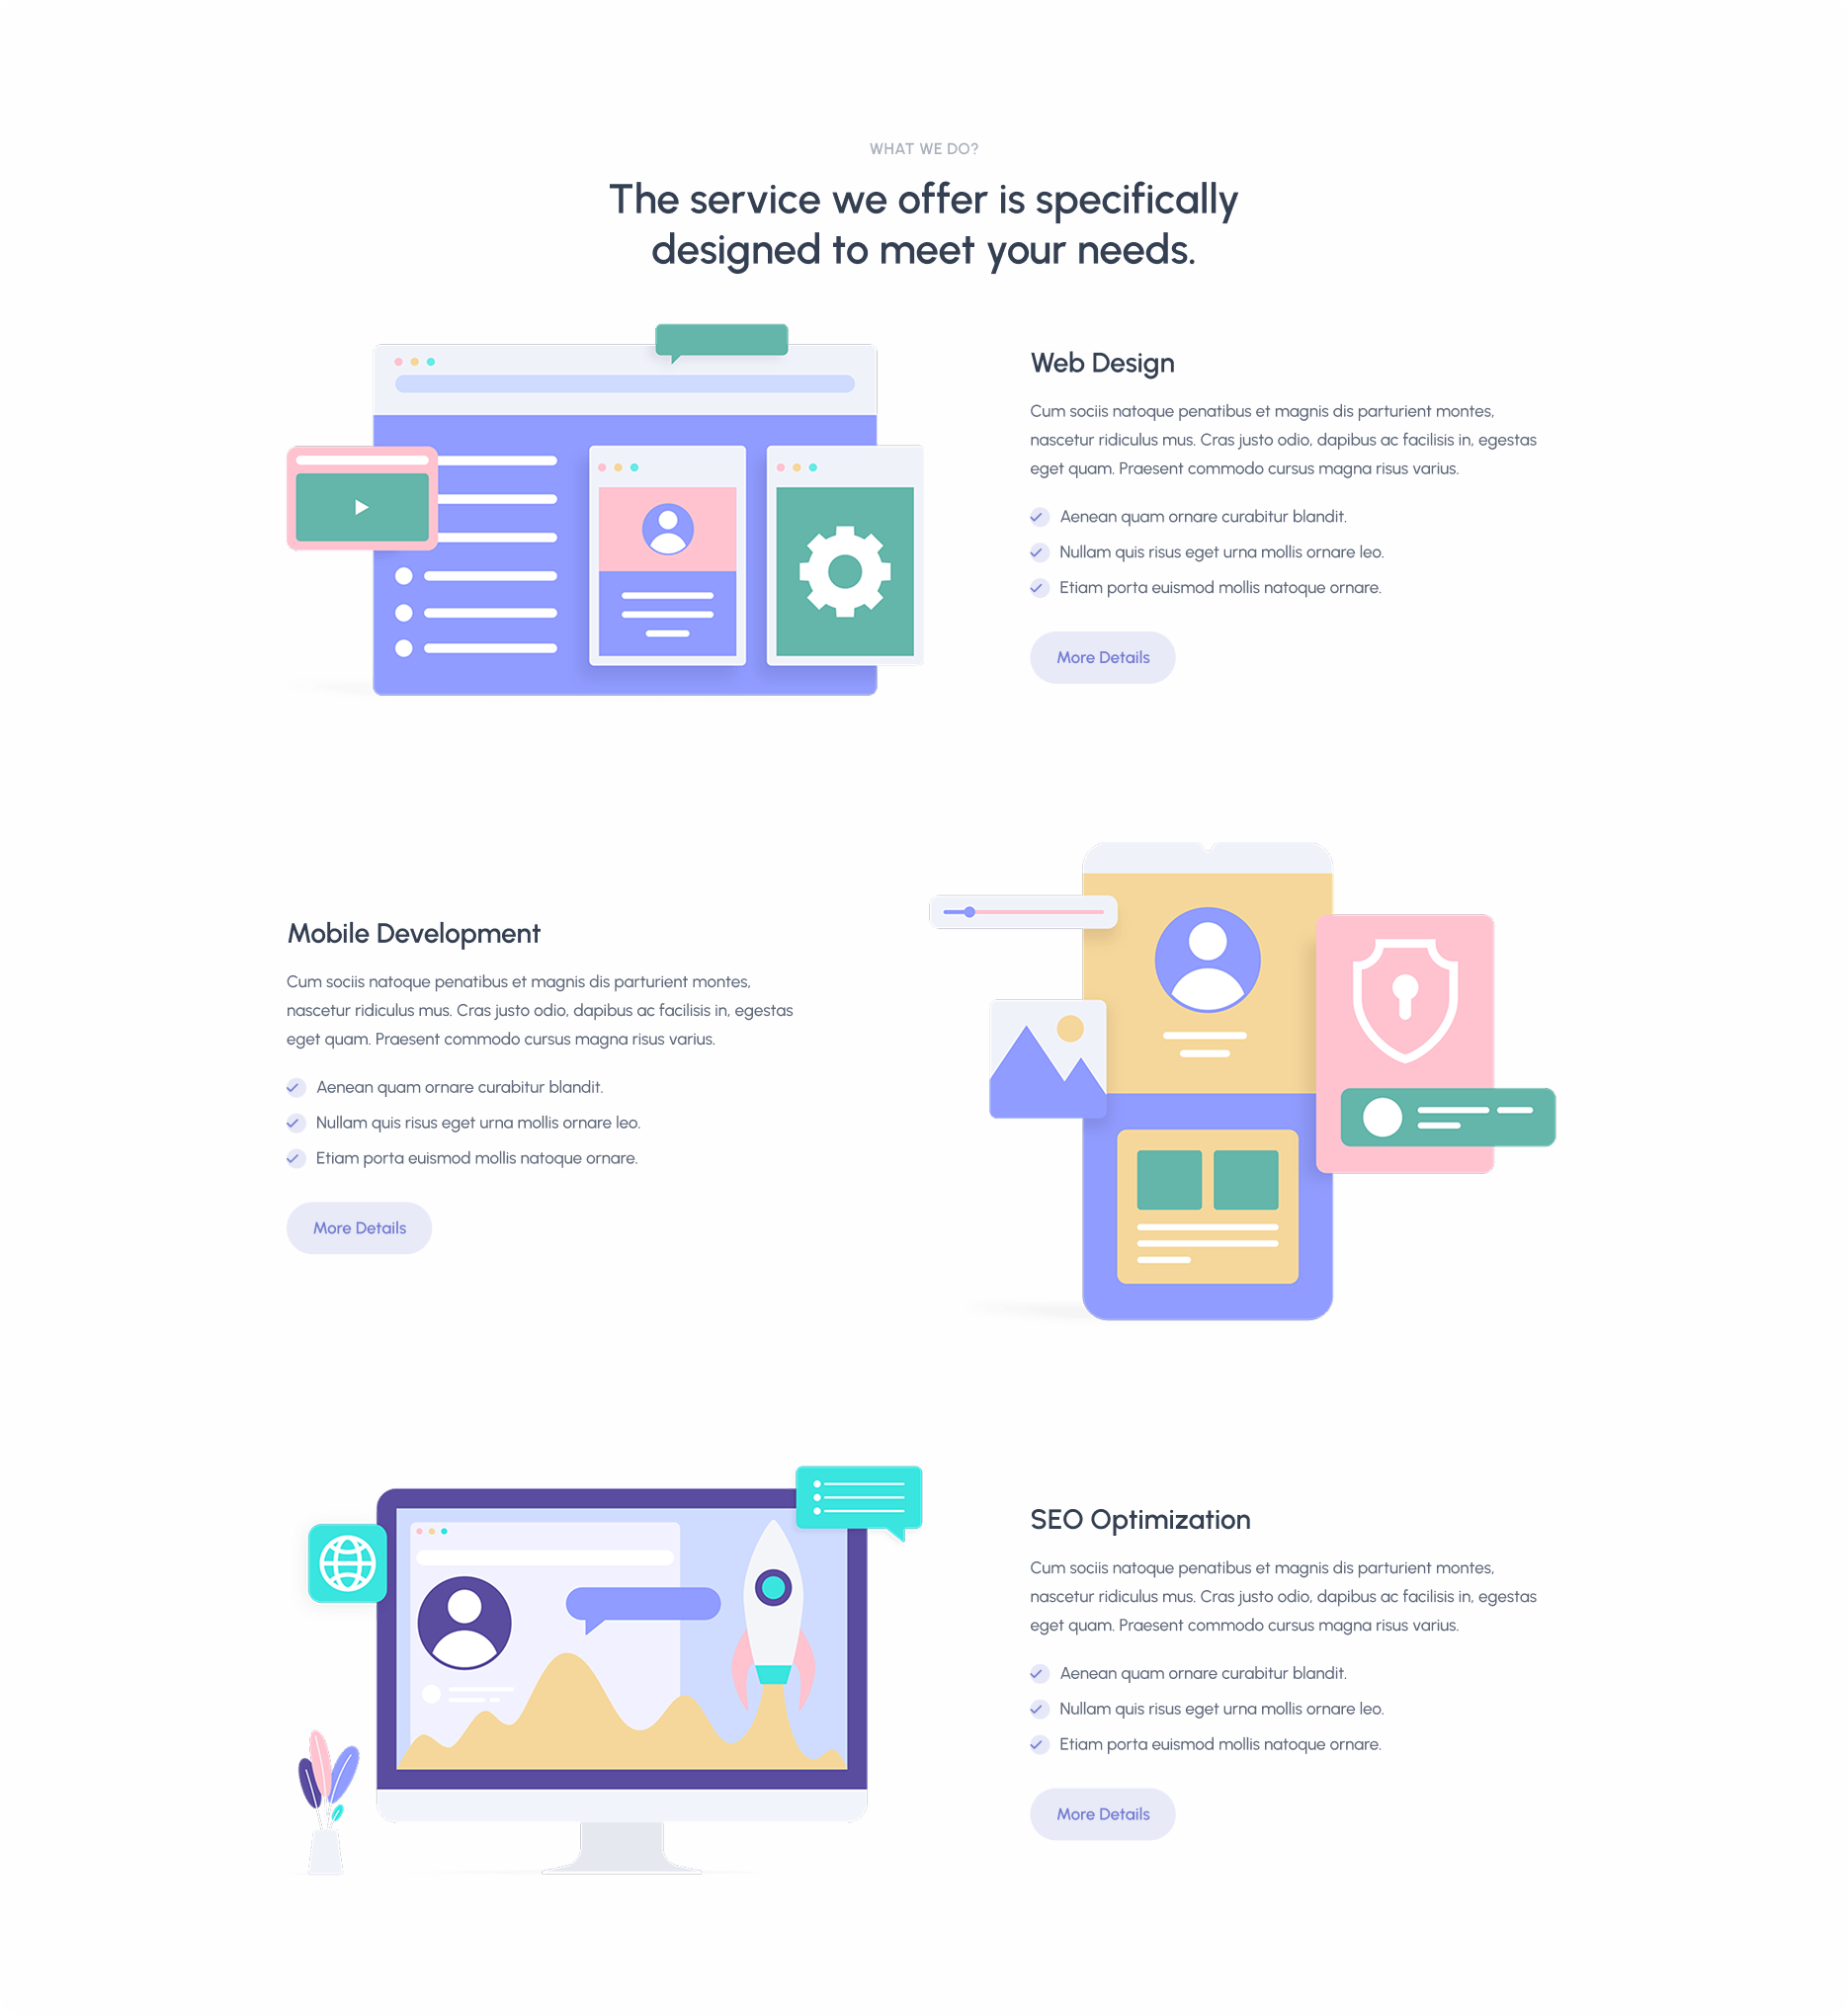 WHAT WE DO?
The service we offer is specifically
designed to meet your needs.
Web Design
Cum sociis natoque penatibus et magnis dis parturient montes,
nascetur ridiculus mus. Cras justo odio, dapibus ac facilisis in, egestas
eget quam. Praesent commodo cursus magna risus varius.
Aenean quam ornare curabitur blandit.
Nullam quis risus eget urna mollis ornare leo.
Etiam porta euismod mollis natoque ornare.
More Details
Mobile Development
Cum sociis natoque penatibus et magnis dis parturient montes,
nascetur ridiculus mus. Cras justo odio, dapibus ac facilisis in, egestas
eget quam. Praesent commodo cursus magna risus varius.
Aenean quam ornare curabitur blandit.
Nullam quis risus eget urna mollis ornare leo.
Etiam porta euismod mollis natoque ornare.
More Details
SEO Optimization
Cum sociis natoque penatibus et magnis dis parturient montes,
nascetur ridiculus mus. Cras justo odio, dapibus ac facilisis in, egestas
eget quam. Praesent commodo cursus magna risus varius.
Aenean quam ornare curabitur blandit.
Nullam quis risus eget urna mollis ornare leo.
Etiam porta euismod mollis natoque ornare.
More Details